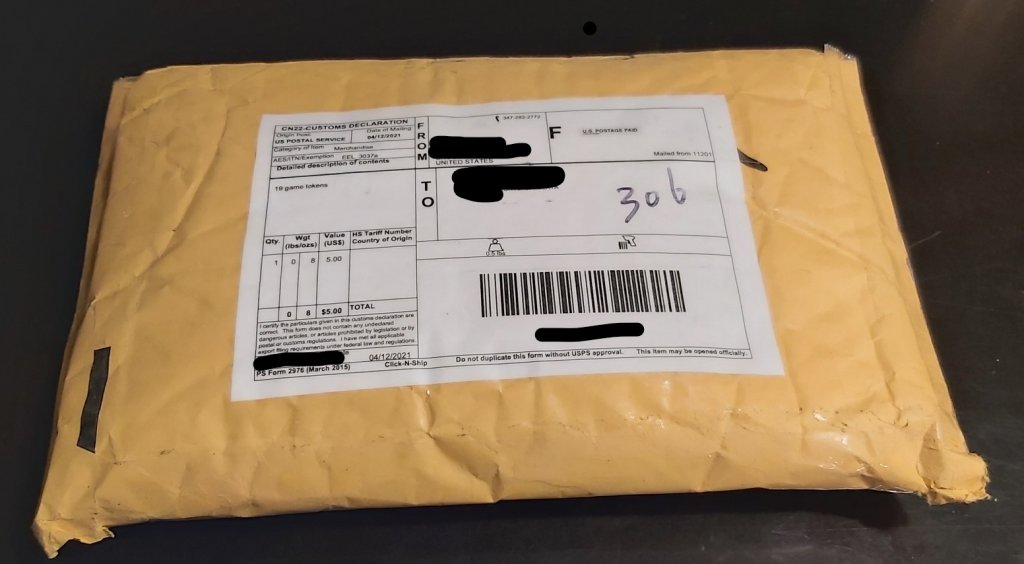 CN22-CUSTOMS DECLARATION
Origin Post: Date of Mailing
US POSTAL SERVICE 04/12/2021
Category of Item Merchandise
AES/ITN/Exemption EEL 3037a
Detailed description of contents
19 game tokens
Qty. Wgt (lbs/ozs) Value (US$) HS Tariff Number Country of Origin
1 0 8 5.00
0 8 $5.00 TOTAL
I certify the particulars given in this customs declaration are
correct. This form does not contain any undeclared
dangerous articles, or articles prohibited by legislation or by
postal or customs regulations. I have met all applicable
export filing requirements under federal law and regulations.
04/12/2021
PS Form 2976 (March 2015) Click-N-Ship
FROM
347-282-2772
UNITED STATES
F
U.S. POSTAGE PAID
Mailed from 11201
TO
306
0.5 lbs
Do not duplicate this form without USPS approval. This item may be opened officially.